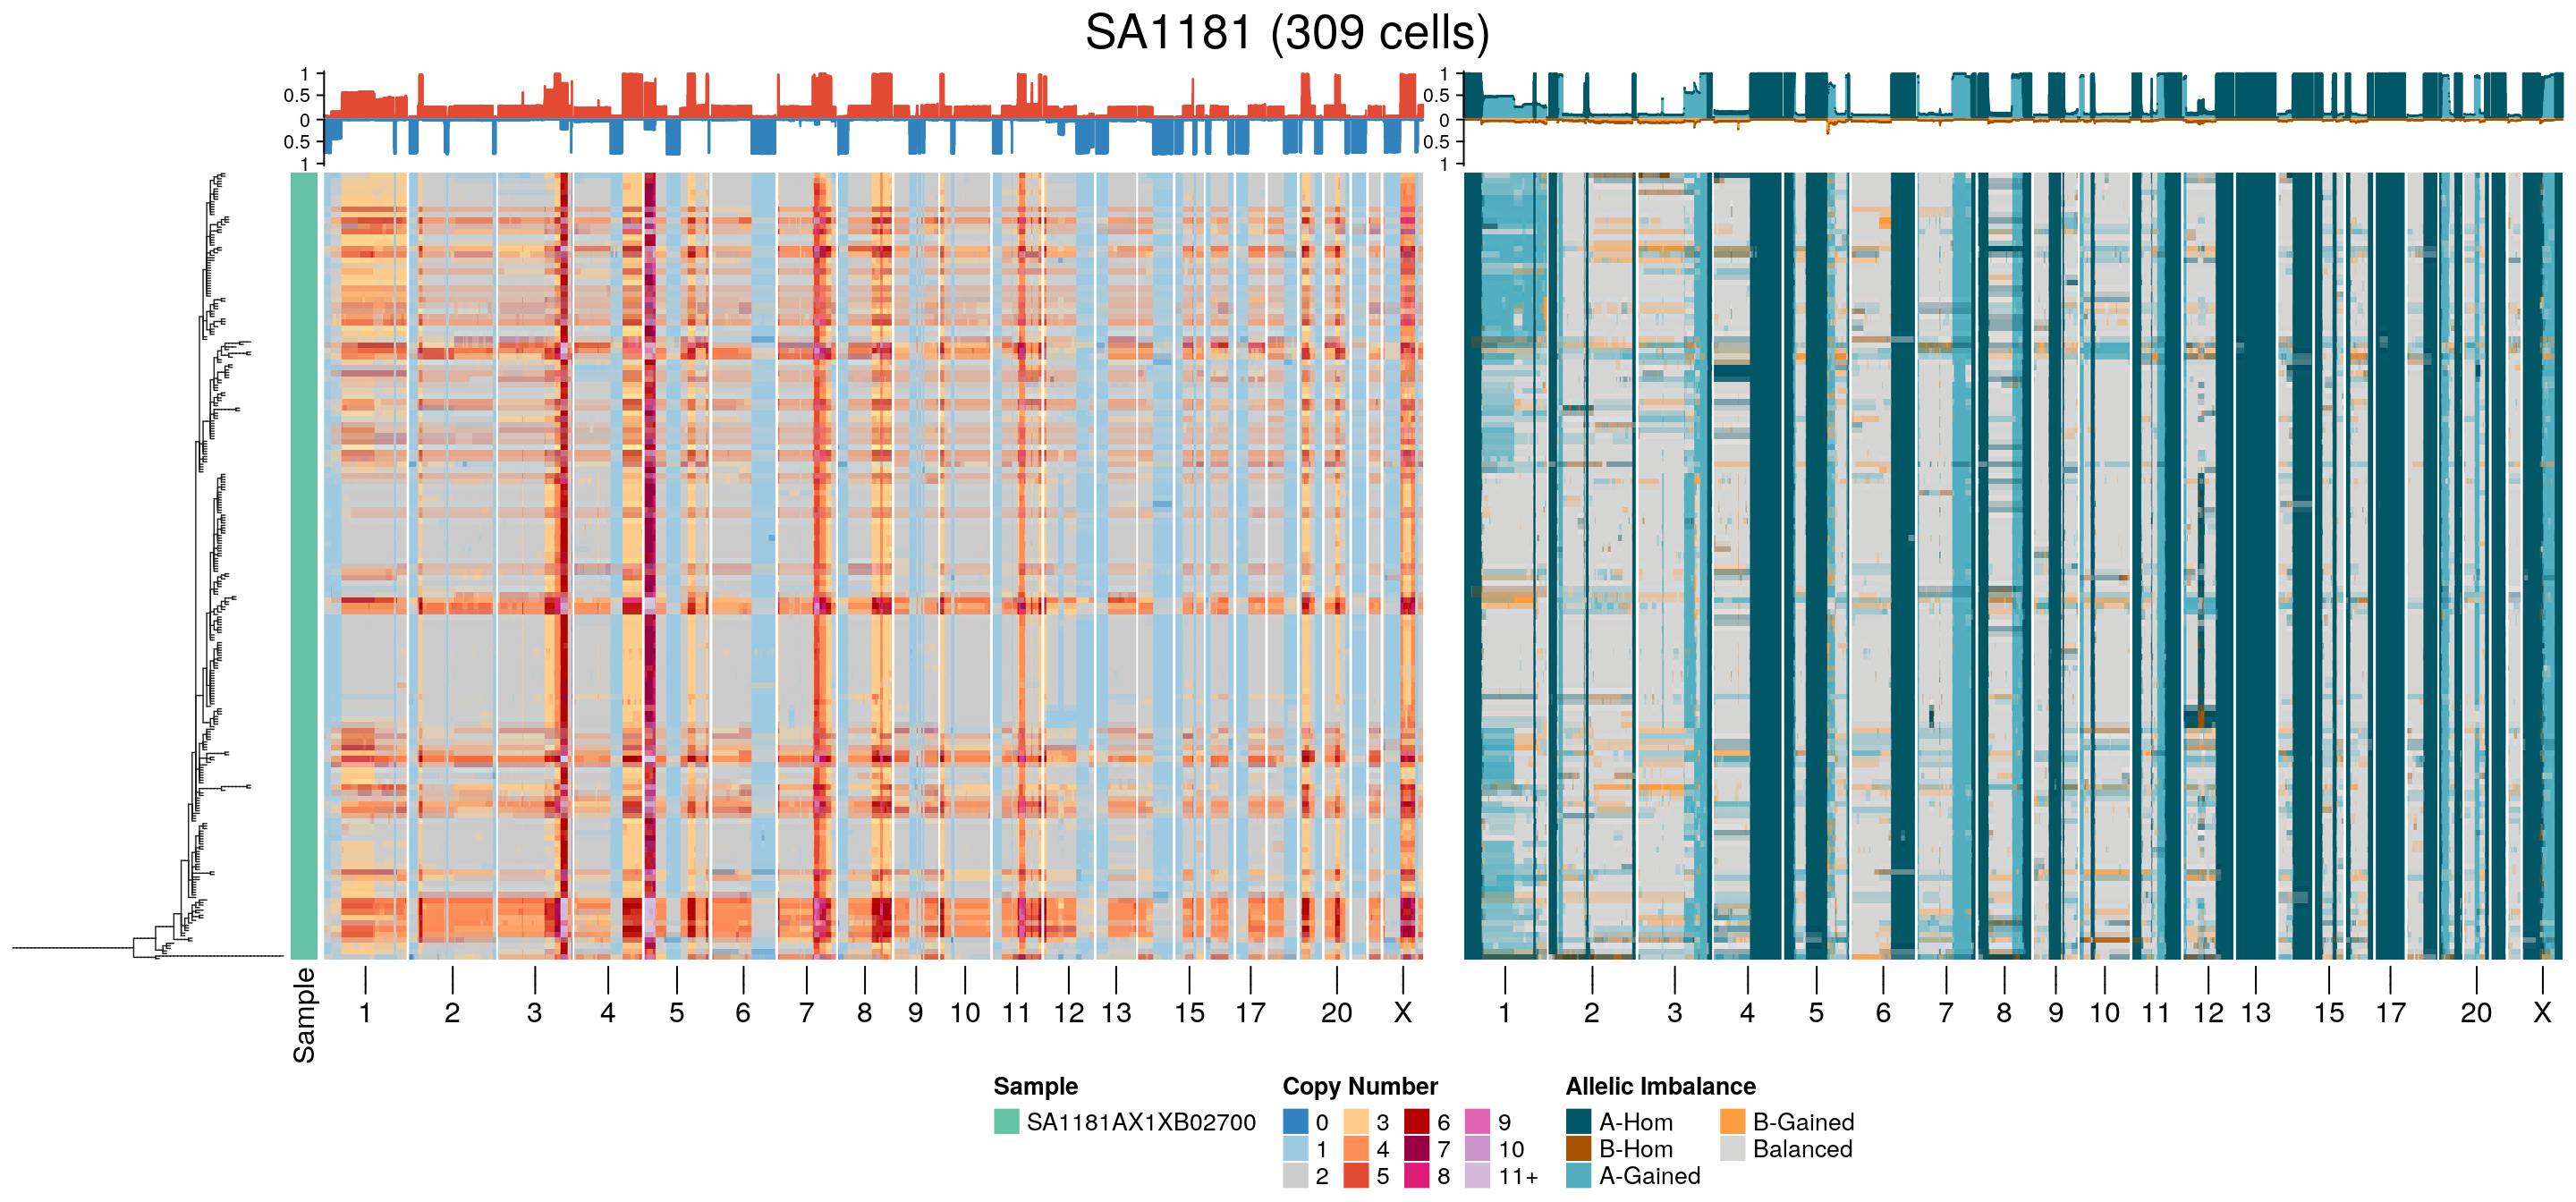 SA1181 (309 cells)
1
0.5
0
0.5
1
1
0.5
0
0.5
1
Sample
1 2 3 4 5 6 7 8 9 10 11 12 13 15 17 20 X
1 2 3 4 5 6 7 8 9 10 11 12 13 15 17 20 X
Sample
SA1181AX1XB02700
Copy Number
0 3 6 9
1 4 7 10
2 5 8 11+
Allelic Imbalance
A-Hom B-Gained
B-Hom Balanced
A-Gained